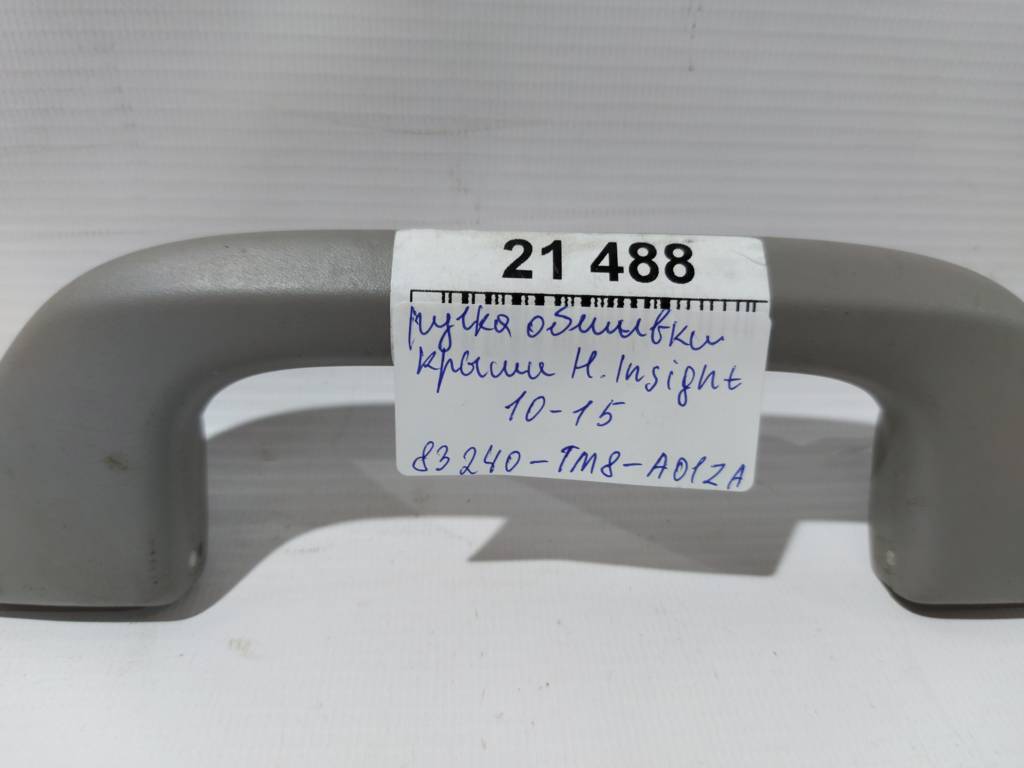 21 488
ручка обшивки
крыши H. Insight
10-15
83240-TM8-A01ZA